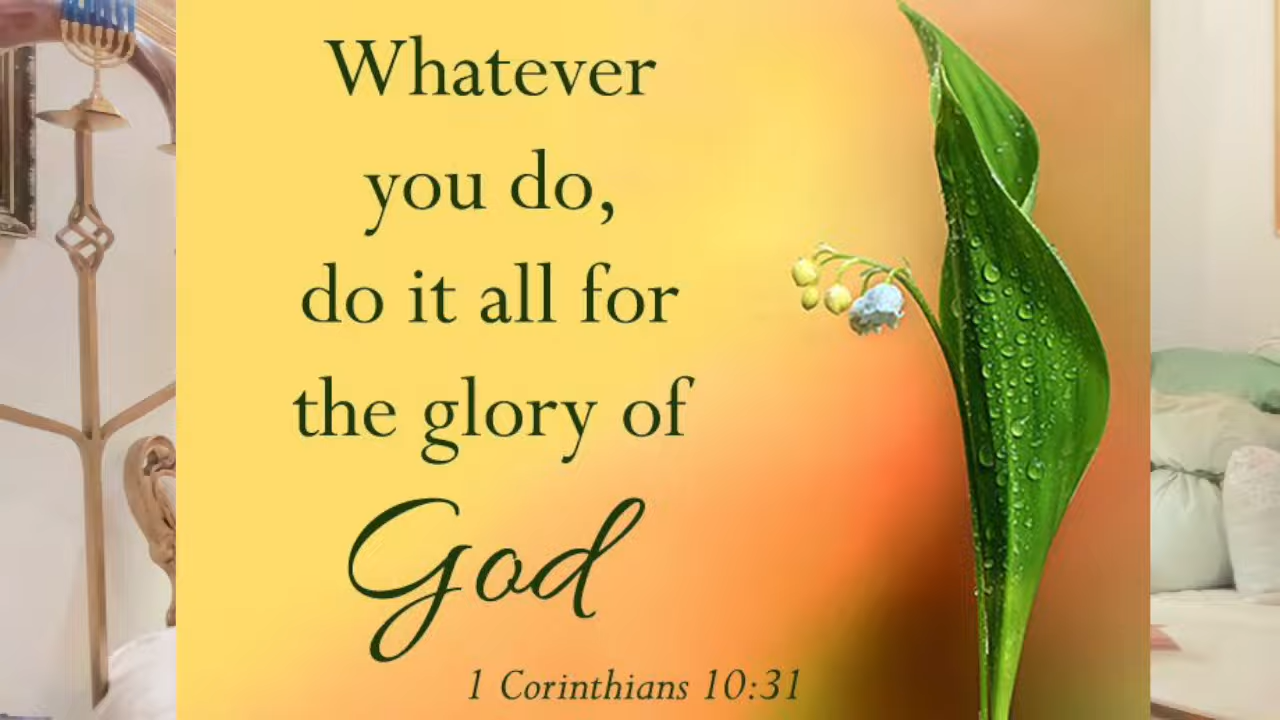 Whatever
you do,
do it all for
the glory of
God
1 Corinthians 10:31